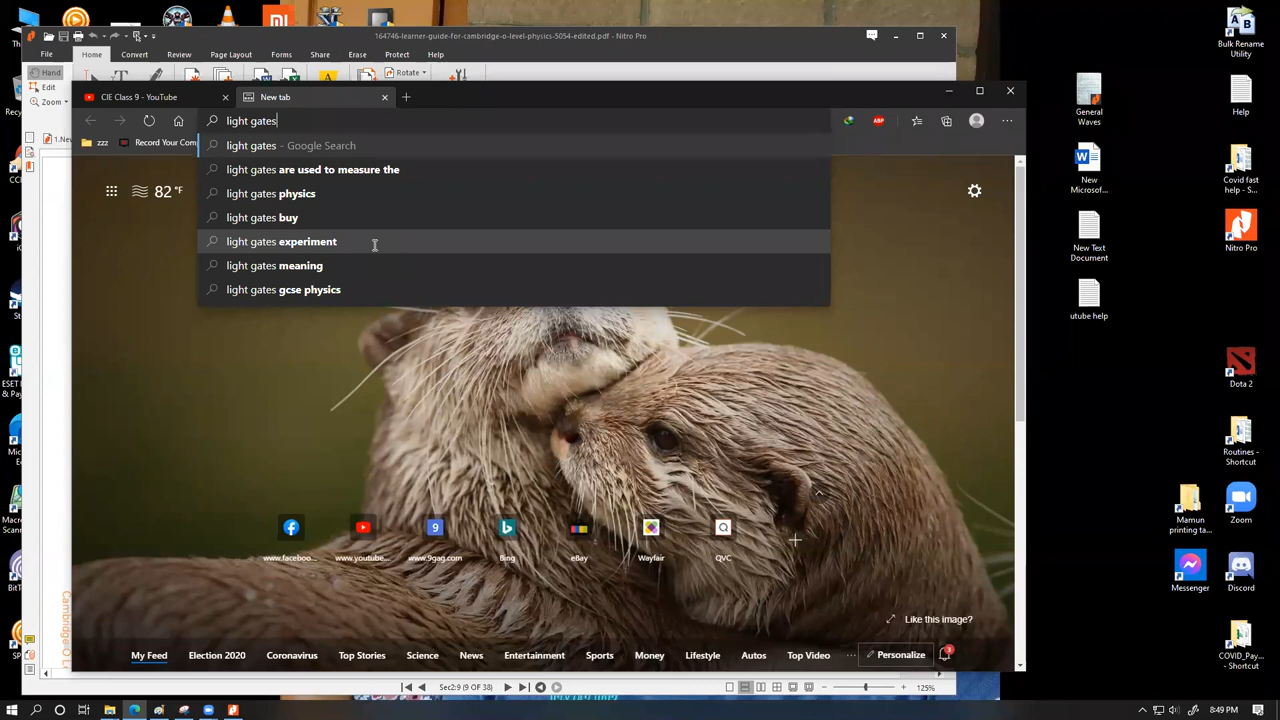 164746-learner-guide-for-cambridge-o-level-physics-5054-edited.pdf - Nitro Pro
File
Home
Convert
Page Layout
Forms
Share
Erase
Protect
Help
Hand
Edit
Zoom
Rotate
CIE Class 9 - YouTube
New tab
light gates
zzz
Record Your Com
ABP
light gates - Google Search
light gates are used to measure the
light gates physics
light gates buy
light gates experiment
light gates meaning
light gates gcse physics
82 °F
www.faceboo...
www.youtube...
www.9gag.com
Bing
eBay
Wayfair
QVC
Like this image?
My Feed
Election 2020
Coronavirus
Top Stories
Science
News
Entertainment
Sports
Money
Lifestyle
Autos
Top Video
Personalize
3
Sec2:9 (9 OF 38)
125%
Bulk Rename Utility
General Waves
Help
New Microsof...
Covid fast help - S...
New Text Document
Nitro Pro
utube help
Dota 2
Routines - Shortcut
Mamun printing ta...
Zoom
Messenger
Discord
COVID_Pay... - Shortcut
8:49 PM